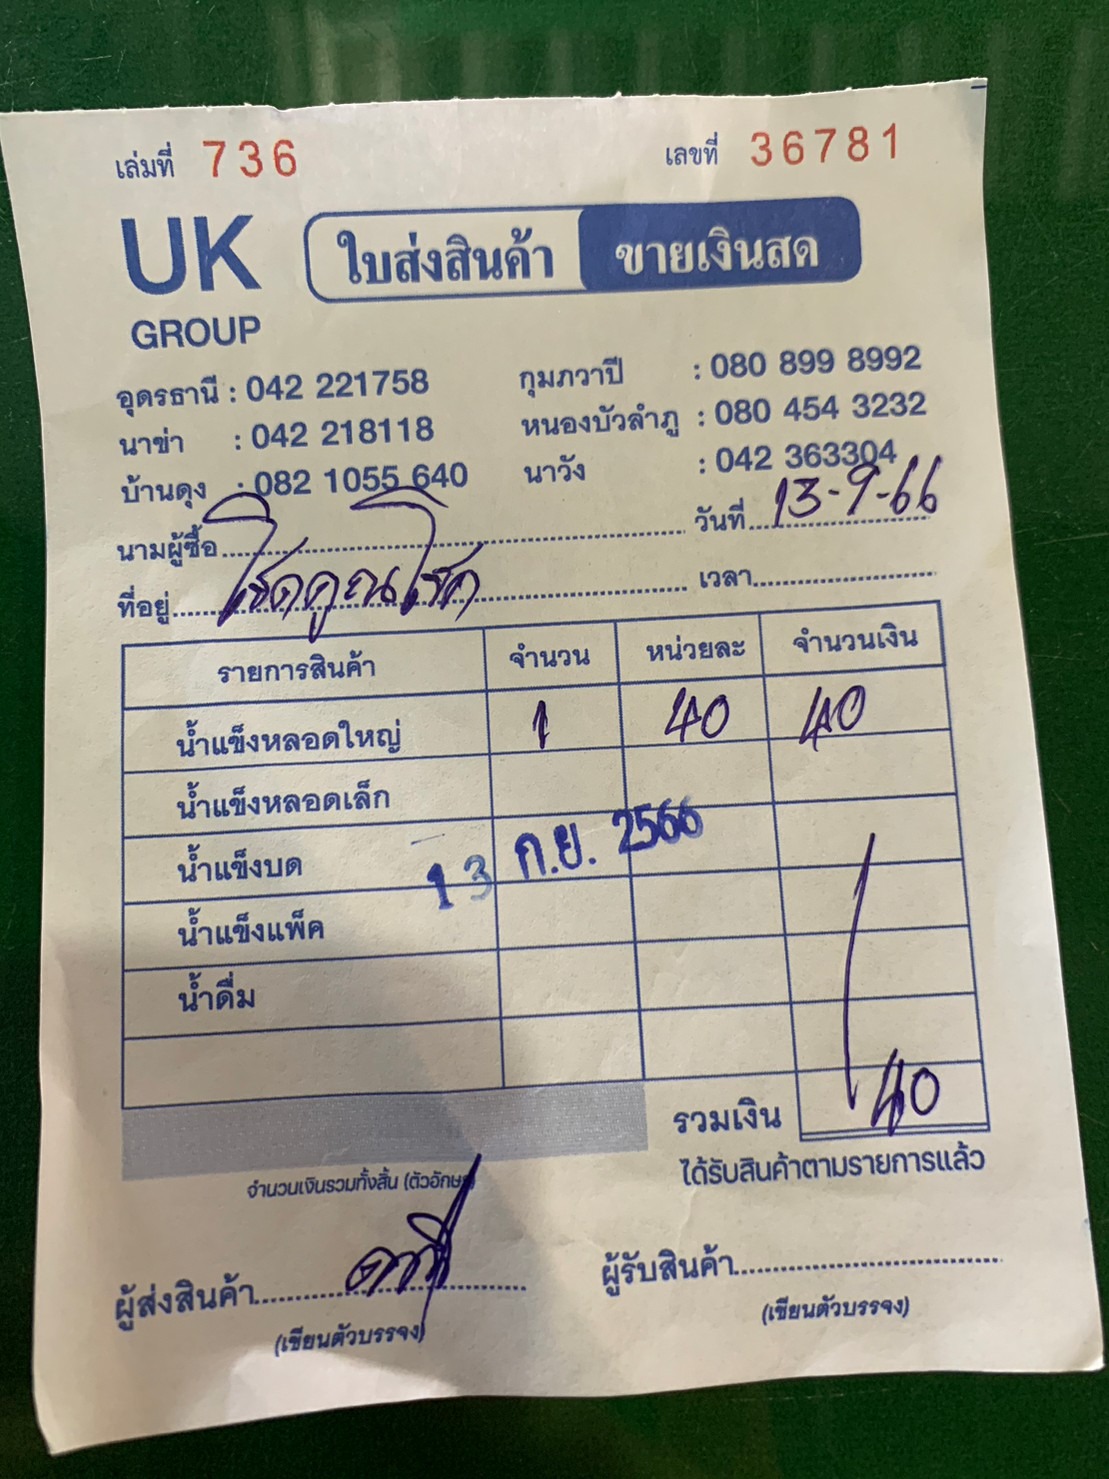 เล่มที่ 736 เลขที่ 36781
UK GROUP ใบส่งสินค้า ขายเงินสด
อุดรธานี : 042 221758 กุมภวาปี : 080 899 8992
นาข่า : 042 218118 หนองบัวลำภู : 080 454 3232
บ้านดุง : 082 1055 640 นาวัง : 042 363304
นามผู้ซื้อ โชคคูณโชค วันที่ 13-9-66
ที่อยู่ เวลา
รายการสินค้า จำนวน หน่วยละ จำนวนเงิน
น้ำแข็งหลอดใหญ่ 1 40 40
น้ำแข็งหลอดเล็ก
น้ำแข็งบด
13 ก.ย. 2566
น้ำแข็งแพ็ค
น้ำดื่ม
รวมเงิน 40
จำนวนเงินรวมทั้งสิ้น (ตัวอักษร) ได้รับสินค้าตามรายการแล้ว
ผู้ส่งสินค้า ผู้รับสินค้า
(เขียนตัวบรรจง) (เขียนตัวบรรจง)